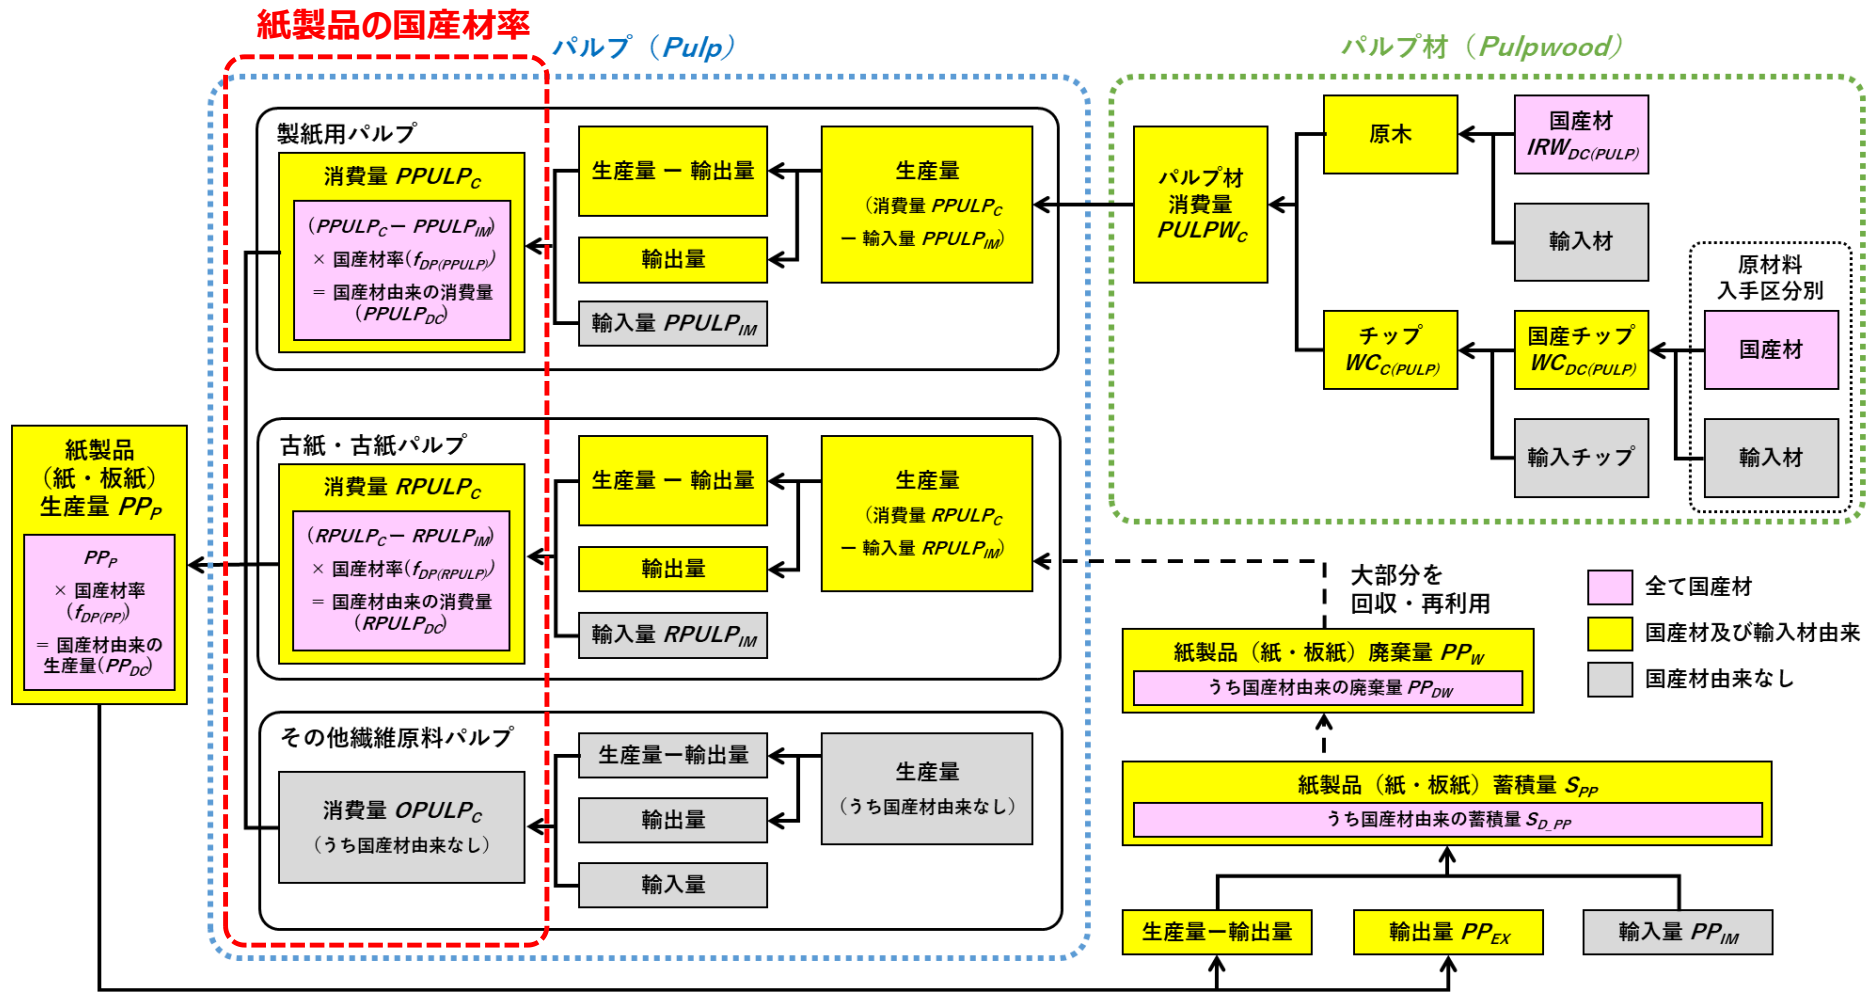 紙製品の国産材率
パルプ（Pulp）
パルプ材（Pulpwood）
製紙用パルプ
消費量 PPULPC
（PPULPC－ PPULPIM）
× 国産材率(fDP(PPULP))
＝ 国産材由来の消費量
（PPULPDC）
生産量 ー 輸出量
輸出量
輸入量 PPULPIM
生産量
（消費量 PPULPC
－ 輸入量 PPULPIM）
パルプ材
消費量
PULPWC
原木
国産材
IRWDC(PULP)
輸入材
チップ
WCC(PULP)
国産チップ
WCDC(PULP)
輸入チップ
原材料
入手区分別
国産材
輸入材
古紙・古紙パルプ
消費量 RPULPC
（RPULPC－ RPULPIM）
× 国産材率(fDP(RPULP))
＝ 国産材由来の消費量
（RPULPDC）
生産量 ー 輸出量
輸出量
輸入量 RPULPIM
生産量
（消費量 RPULPC
－ 輸入量 RPULPIM）
紙製品
（紙・板紙）
生産量 PPP
PPP
× 国産材率
（fDP(PP)）
＝ 国産材由来の
生産量(PPDC)
その他繊維原料パルプ
消費量 OPULPC
（うち国産材由来なし）
生産量ー輸出量
輸出量
輸入量
生産量
（うち国産材由来なし）
大部分を
回収・再利用
紙製品（紙・板紙）廃棄量 PPW
うち国産材由来の廃棄量 PPDW
紙製品（紙・板紙）蓄積量 SPP
うち国産材由来の蓄積量 SD_PP
生産量ー輸出量
輸出量 PPEX
輸入量 PPIM
全て国産材
国産材及び輸入材由来
国産材由来なし